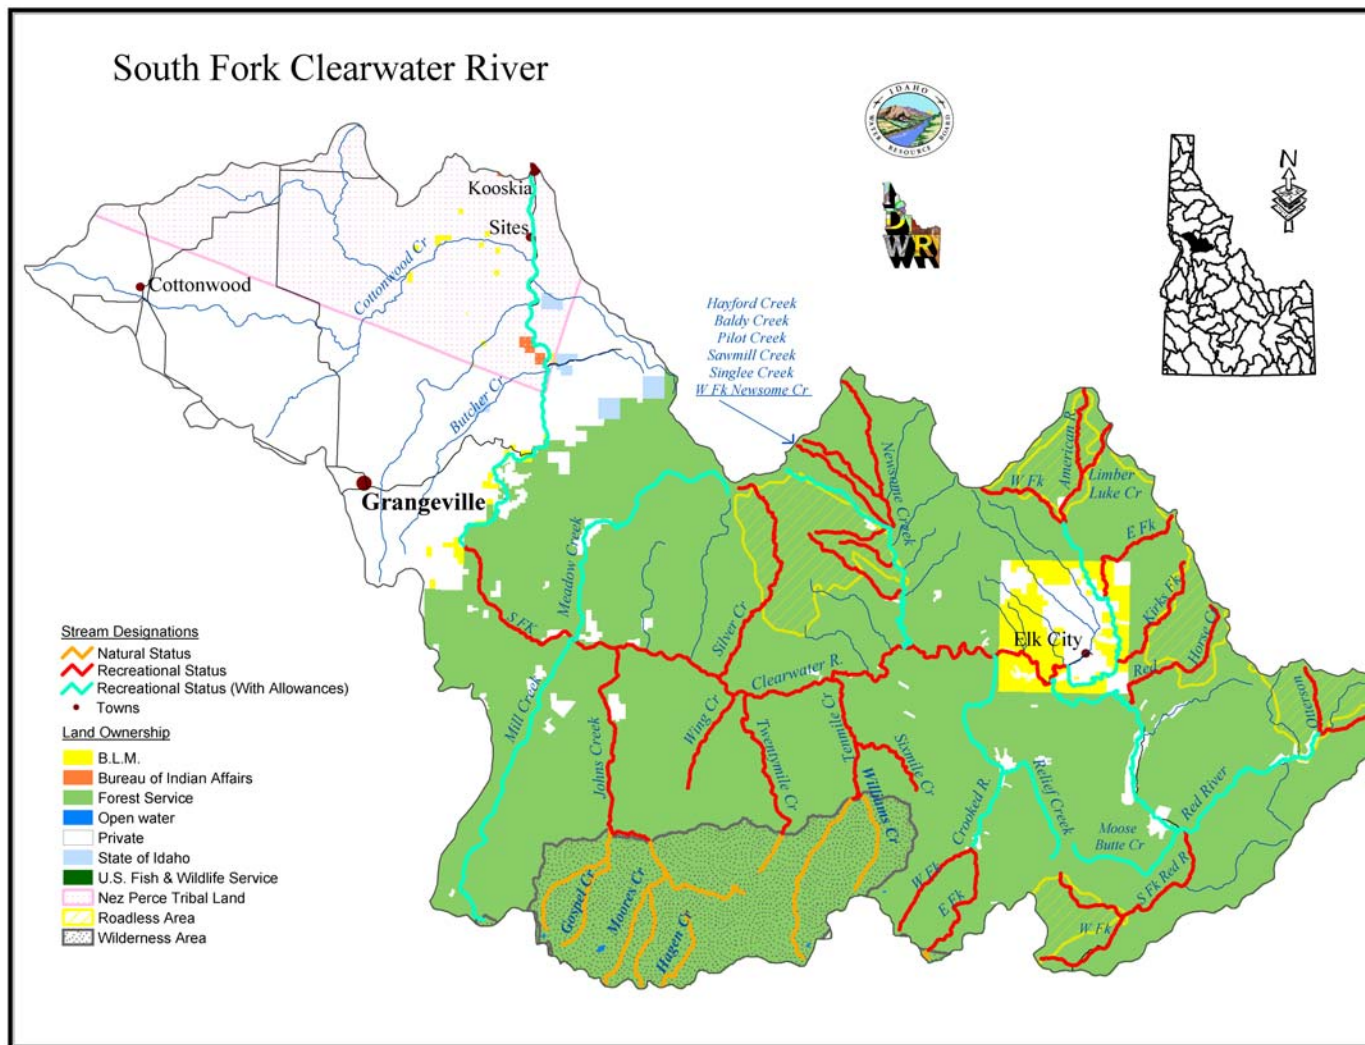 South Fork Clearwater River
IDAHO
WATER RESOURCE BOARD
ID
WR
N
Kooskia
Sites
Cottonwood Cr
Cottonwood
Butcher Cr
Grangeville
Hayford Creek
Baldy Creek
Pilot Creek
Sawmill Creek
Singlee Creek
W Fk Newsome Cr
Newsome Creek
American R.
W Fk
Limber
Luke Cr
E Fk
Kirks Fk
Elk City
Red
Horse Cr
Otterson
Meadow Creek
S FK
Silver Cr
Clearwater R.
Mill Creek
Johns Creek
Wing Cr
Twentymile Cr
Tenmile Cr
Sixmile Cr
Williams Cr
Crooked R.
Relief Creek
Red River
Moose
Butte Cr
S Fk Red R
W Fk
E Fk
W Fk
Gospel Cr
Moores Cr
Hagen Cr
Stream Designations
Natural Status
Recreational Status
Recreational Status (With Allowances)
Towns
Land Ownership
B.L.M.
Bureau of Indian Affairs
Forest Service
Open water
Private
State of Idaho
U.S. Fish & Wildlife Service
Nez Perce Tribal Land
Roadless Area
Wilderness Area